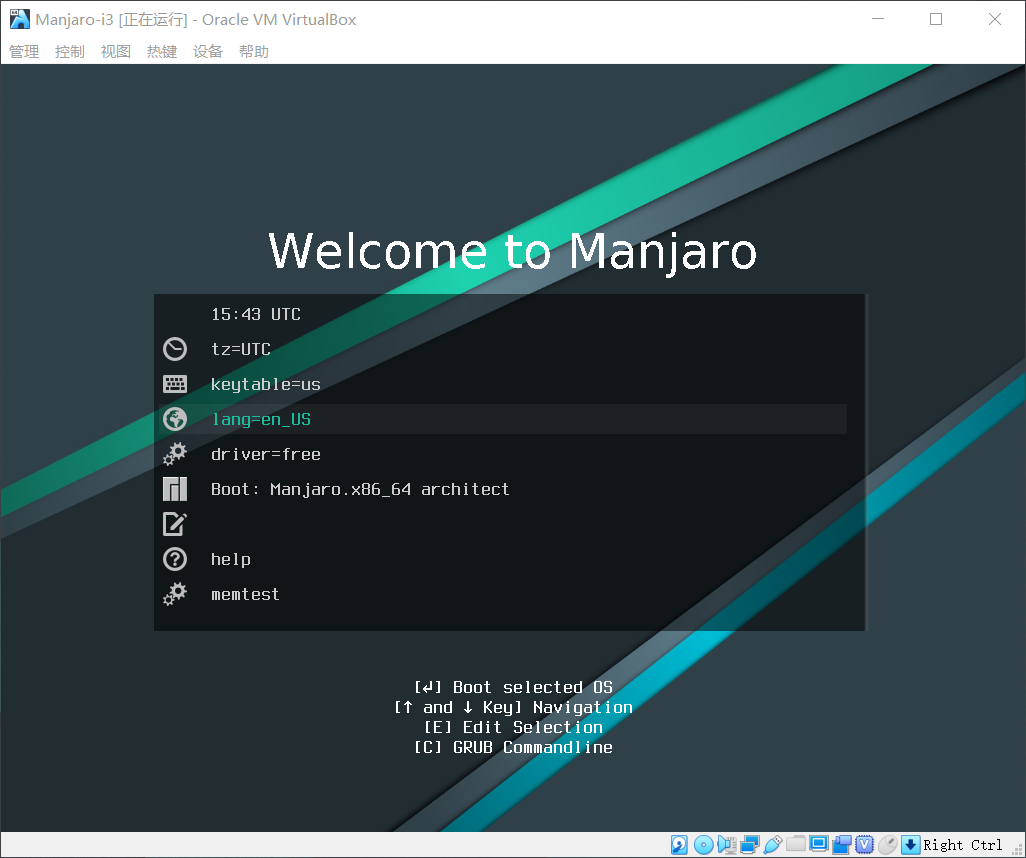 Manjaro-i3 [正在运行] - Oracle VM VirtualBox
管理 控制 视图 热键 设备 帮助
Welcome to Manjaro
15:43 UTC
tz=UTC
keytable=us
lang=en_US
driver=free
Boot: Manjaro.x86_64 architect
help
memtest
[↵] Boot selected OS
[↑ and ↓ Key] Navigation
[E] Edit Selection
[C] GRUB Commandline
Right Ctrl